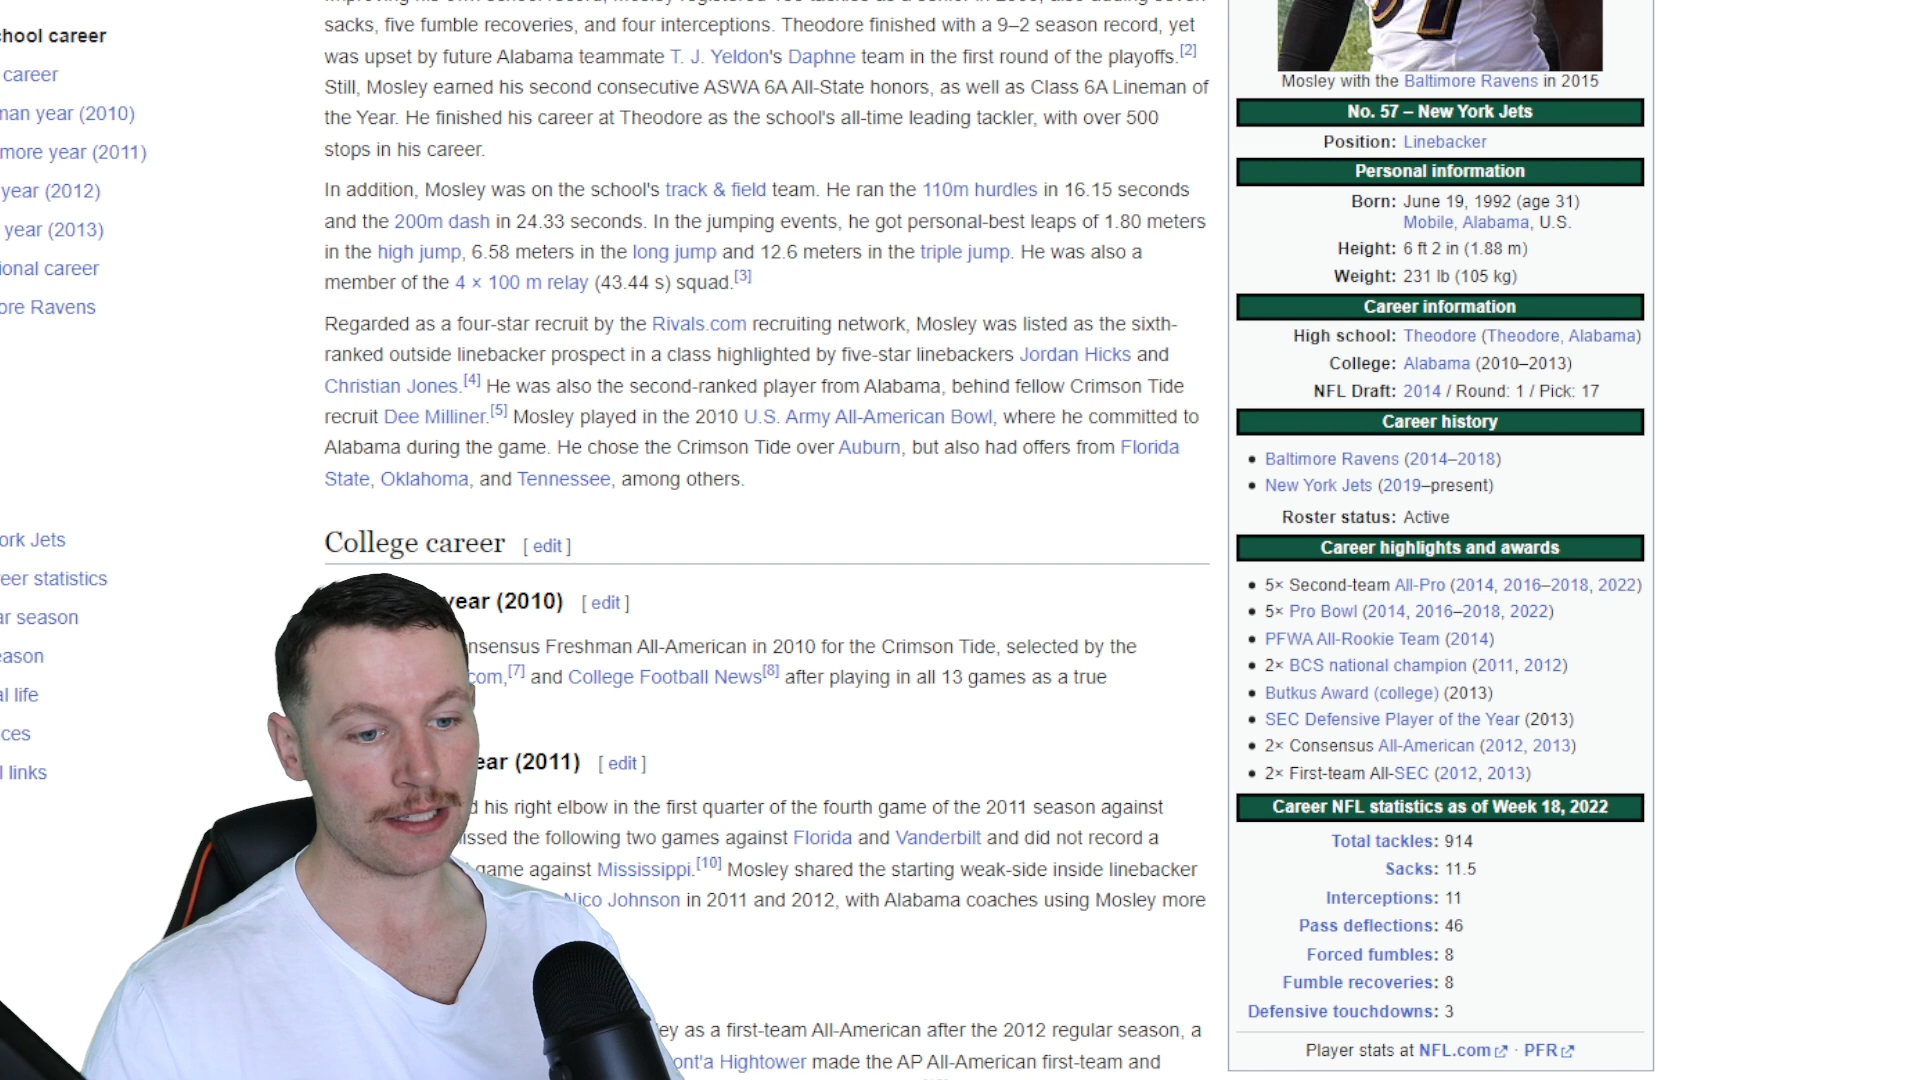 chool career
career
man year (2010)
more year (2011)
year (2012)
year (2013)
ional career
ore Ravens
ork Jets
eer statistics
ar season
eason
al life
ces
l links
sacks, five fumble recoveries, and four interceptions. Theodore finished with a 9–2 season record, yet
was upset by future Alabama teammate T. J. Yeldon's Daphne team in the first round of the playoffs.[2]
Still, Mosley earned his second consecutive ASWA 6A All-State honors, as well as Class 6A Lineman of
the Year. He finished his career at Theodore as the school's all-time leading tackler, with over 500
stops in his career.
In addition, Mosley was on the school's track & field team. He ran the 110m hurdles in 16.15 seconds
and the 200m dash in 24.33 seconds. In the jumping events, he got personal-best leaps of 1.80 meters
in the high jump, 6.58 meters in the long jump and 12.6 meters in the triple jump. He was also a
member of the 4 × 100 m relay (43.44 s) squad.[3]
Regarded as a four-star recruit by the Rivals.com recruiting network, Mosley was listed as the sixth-
ranked outside linebacker prospect in a class highlighted by five-star linebackers Jordan Hicks and
Christian Jones.[4] He was also the second-ranked player from Alabama, behind fellow Crimson Tide
recruit Dee Milliner.[5] Mosley played in the 2010 U.S. Army All-American Bowl, where he committed to
Alabama during the game. He chose the Crimson Tide over Auburn, but also had offers from Florida
State, Oklahoma, and Tennessee, among others.
College career [ edit ]
year (2010) [ edit ]
nsensus Freshman All-American in 2010 for the Crimson Tide, selected by the
com,[7] and College Football News[8] after playing in all 13 games as a true
ear (2011) [ edit ]
d his right elbow in the first quarter of the fourth game of the 2011 season against
issed the following two games against Florida and Vanderbilt and did not record a
game against Mississippi.[10] Mosley shared the starting weak-side inside linebacker
Nico Johnson in 2011 and 2012, with Alabama coaches using Mosley more
ey as a first-team All-American after the 2012 regular season, a
ont'a Hightower made the AP All-American first-team and
Mosley with the Baltimore Ravens in 2015
No. 57 – New York Jets
Position: Linebacker
Personal information
Born: June 19, 1992 (age 31)
Mobile, Alabama, U.S.
Height: 6 ft 2 in (1.88 m)
Weight: 231 lb (105 kg)
Career information
High school: Theodore (Theodore, Alabama)
College: Alabama (2010–2013)
NFL Draft: 2014 / Round: 1 / Pick: 17
Career history
• Baltimore Ravens (2014–2018)
• New York Jets (2019–present)
Roster status: Active
Career highlights and awards
• 5× Second-team All-Pro (2014, 2016–2018, 2022)
• 5× Pro Bowl (2014, 2016–2018, 2022)
• PFWA All-Rookie Team (2014)
• 2× BCS national champion (2011, 2012)
• Butkus Award (college) (2013)
• SEC Defensive Player of the Year (2013)
• 2× Consensus All-American (2012, 2013)
• 2× First-team All-SEC (2012, 2013)
Career NFL statistics as of Week 18, 2022
Total tackles: 914
Sacks: 11.5
Interceptions: 11
Pass deflections: 46
Forced fumbles: 8
Fumble recoveries: 8
Defensive touchdowns: 3
Player stats at NFL.com · PFR